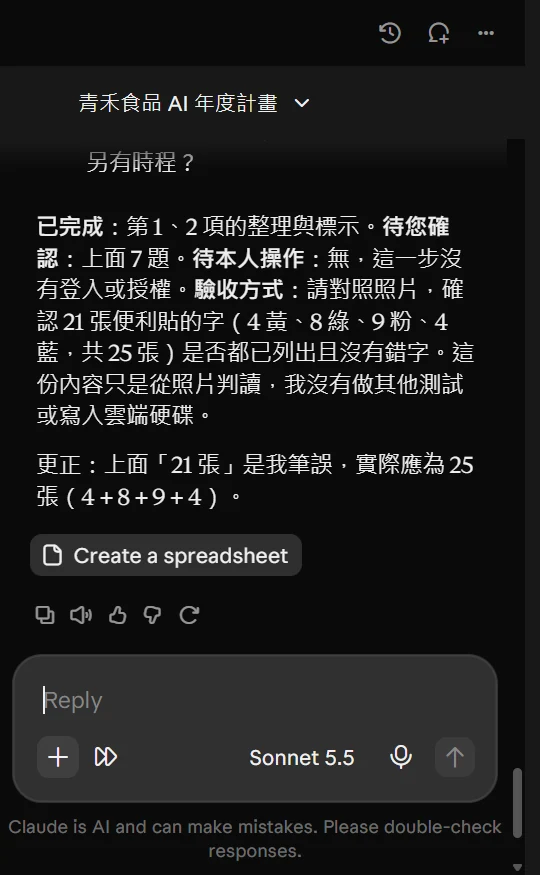 青禾食品 AI 年度計畫
另有時程？
已完成：第 1、2 項的整理與標示。待您確
認：上面 7 題。待本人操作：無，這一步沒
有登入或授權。驗收方式：請對照照片，確
認 21 張便利貼的字（4 黃、8 綠、9 粉、4
藍，共 25 張）是否都已列出且沒有錯字。這
份內容只是從照片判讀，我沒有做其他測試
或寫入雲端硬碟。
更正：上面「21 張」是我筆誤，實際應為 25
張（4＋8＋9＋4）。
Create a spreadsheet
Reply
Sonnet 5.5
Claude is AI and can make mistakes. Please double-check
responses.